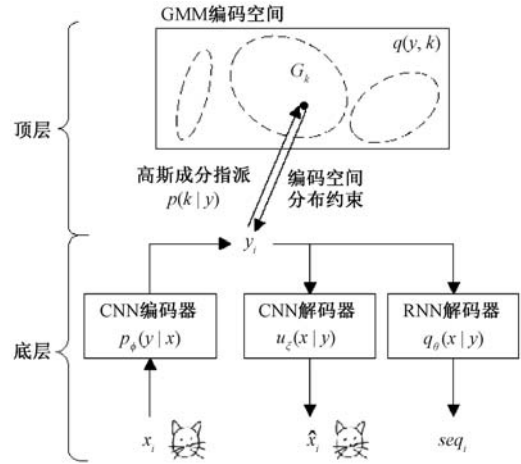 GMM编码空间
q(y, k)
G_k
顶层
高斯成分指派
p(k | y)
编码空间
分布约束
y_i
CNN编码器
p_ϕ(y | x)
CNN解码器
u_ξ(x | y)
RNN解码器
q_θ(x | y)
底层
x_i
x̂_i
seq_i